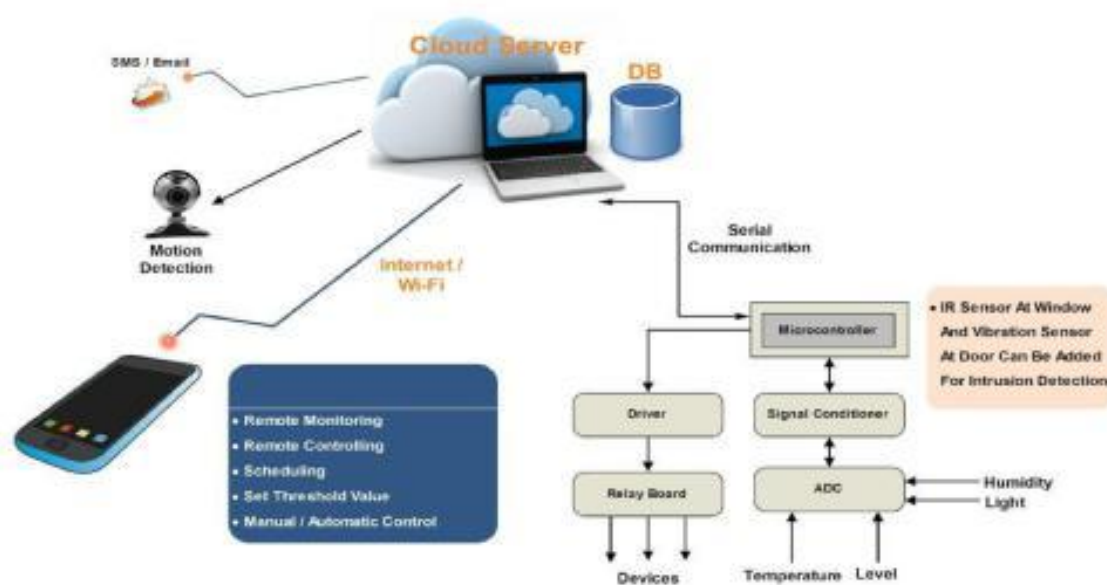 Cloud Server
SMS / Email
DB
Motion
Detection
Internet /
Wi-Fi
Serial
Communication
Microcontroller
• IR Sensor At Window
And Vibration Sensor
At Door Can Be Added
For Intrusion Detection
• Remote Monitoring
• Remote Controlling
• Scheduling
• Set Threshold Value
• Manual / Automatic Control
Driver
Signal Conditioner
Relay Board
ADC
Humidity
Light
Devices
Temperature
Level